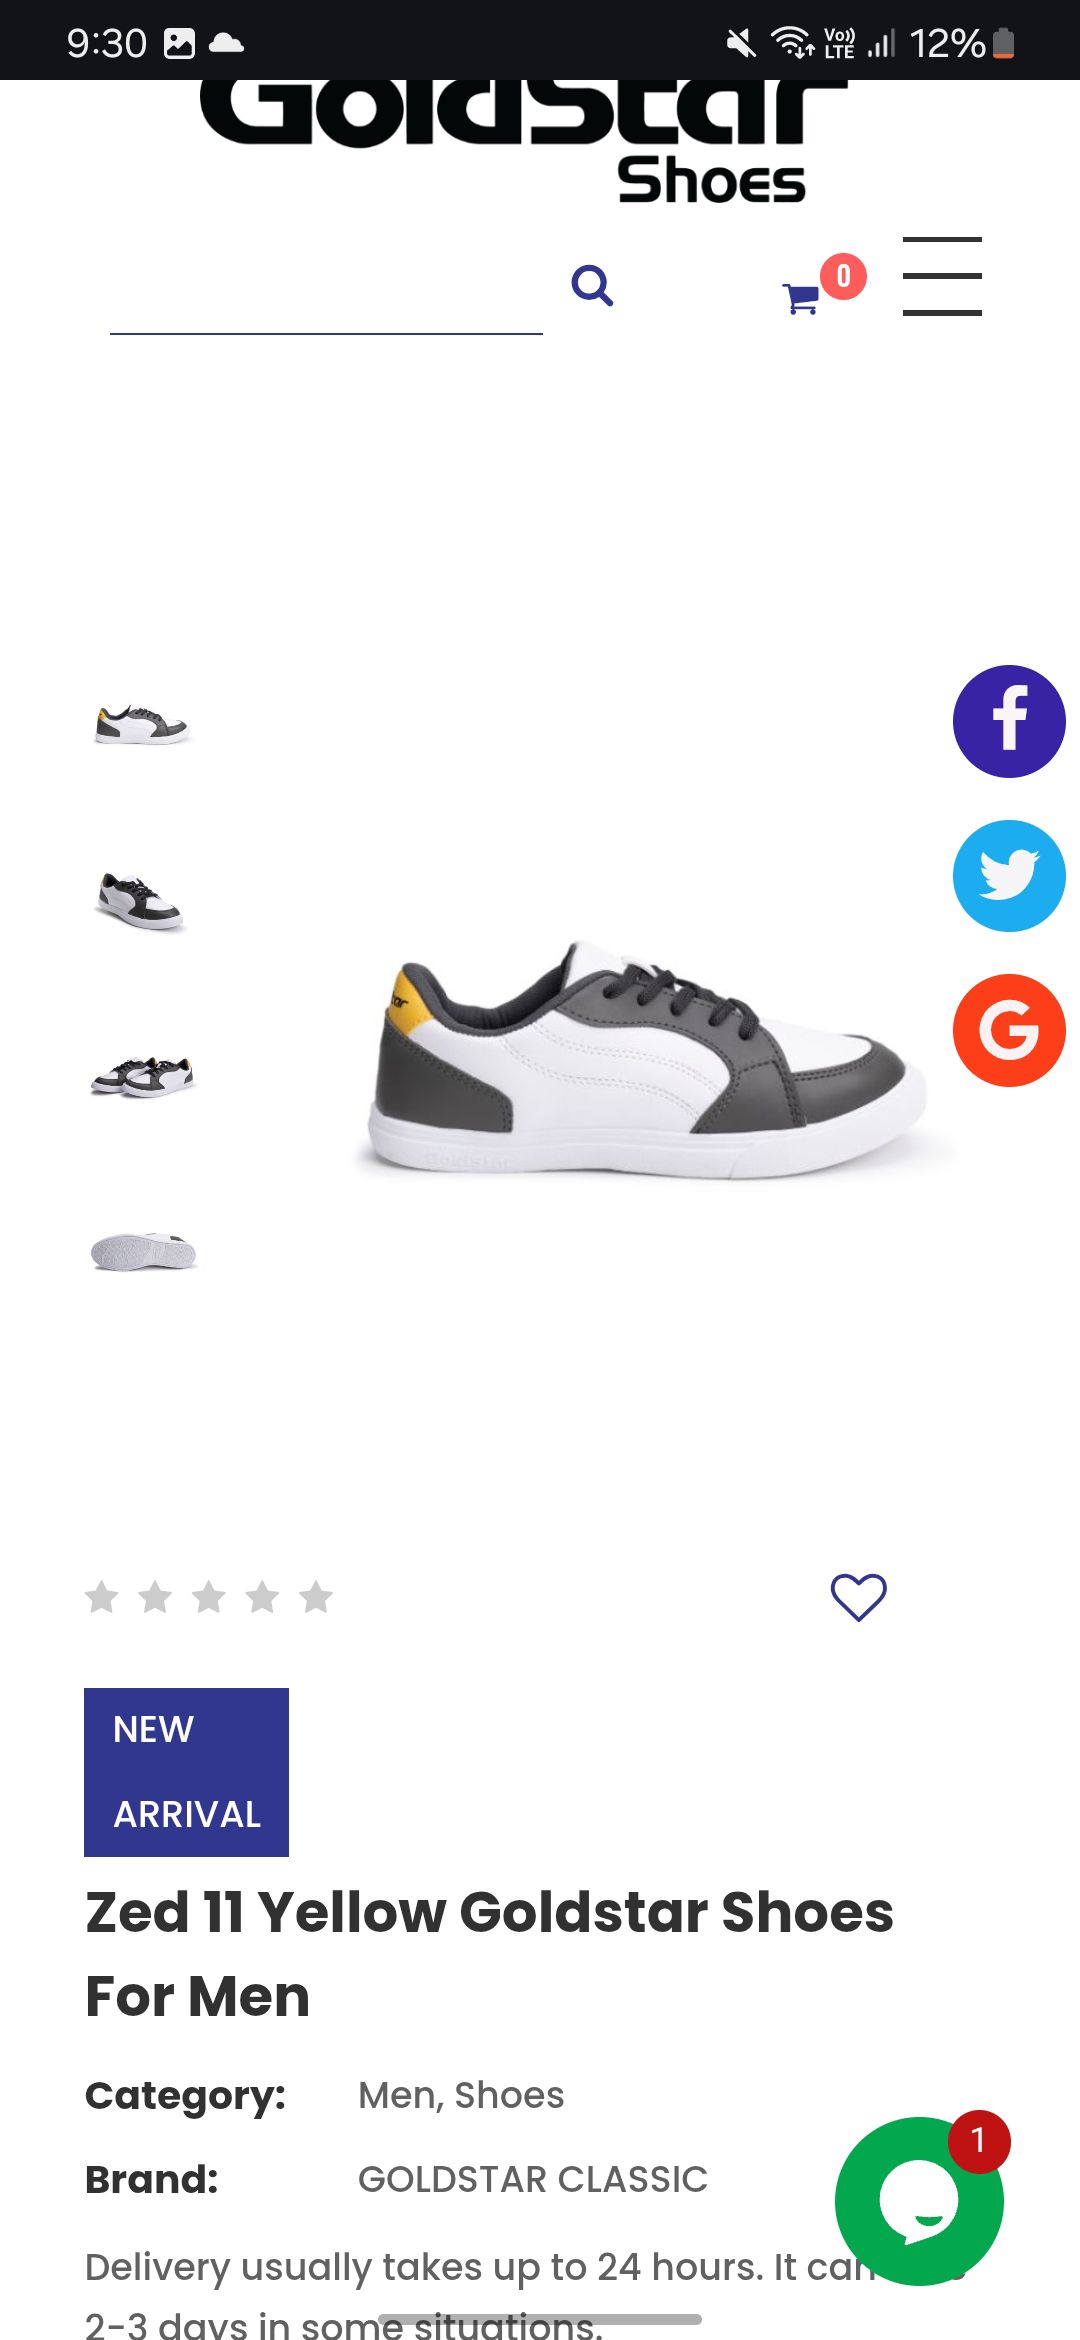 9:30
Vo))
LTE
12%
GoldStar
Shoes
0
Goldstar
NEW
ARRIVAL
Zed 11 Yellow Goldstar Shoes
For Men
Category: Men, Shoes
Brand: GOLDSTAR CLASSIC
1
Delivery usually takes up to 24 hours. It can
2-3 days in some situations.